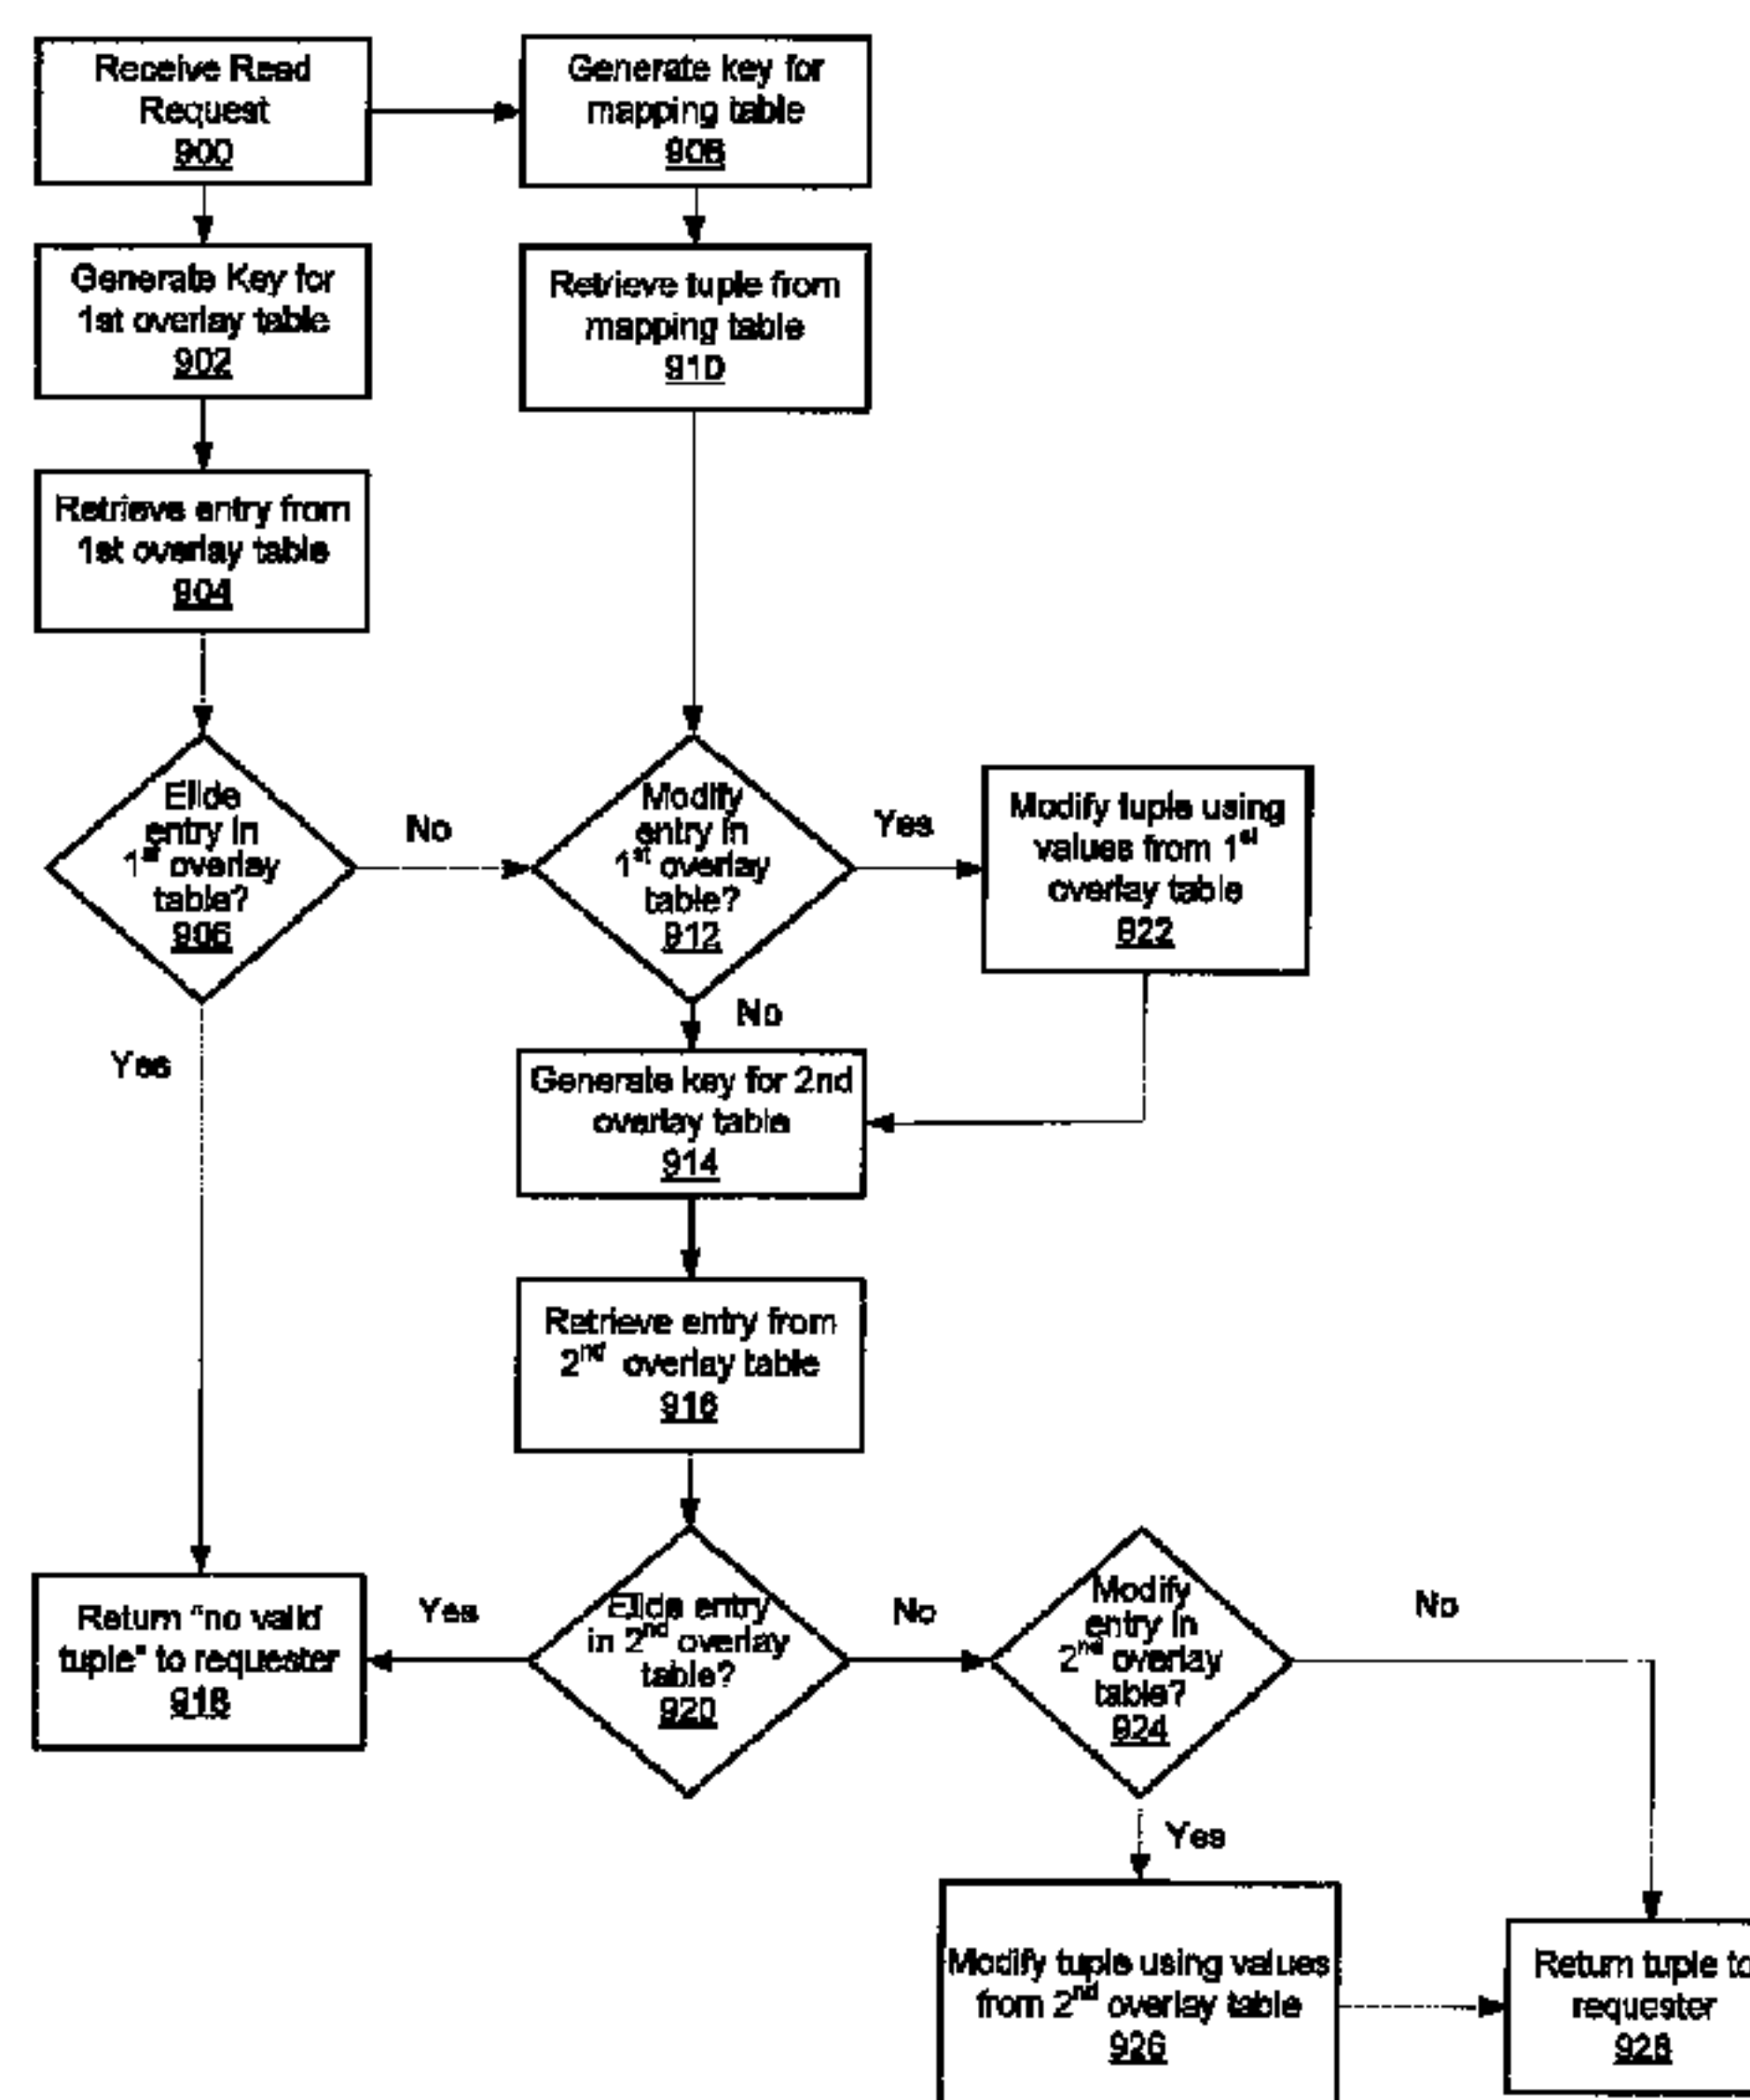 Receive Read
Request
900
Generate key for
mapping table
908
Generate Key for
1st overlay table
902
Retrieve tuple from
mapping table
910
Retrieve entry from
1st overlay table
904
Elide
entry in
1st overlay
table?
906
No
Modify
entry in
1st overlay
table?
912
Yes
Modify tuple using
values from 1st
overlay table
922
Yes
No
Generate key for 2nd
overlay table
914
Retrieve entry from
2nd overlay table
916
Return "no valid
tuple" to requester
918
Yes
Elide entry
in 2nd overlay
table?
920
No
Modify
entry in
2nd overlay
table?
924
No
Yes
Modify tuple using values
from 2nd overlay table
926
Return tuple to
requester
928